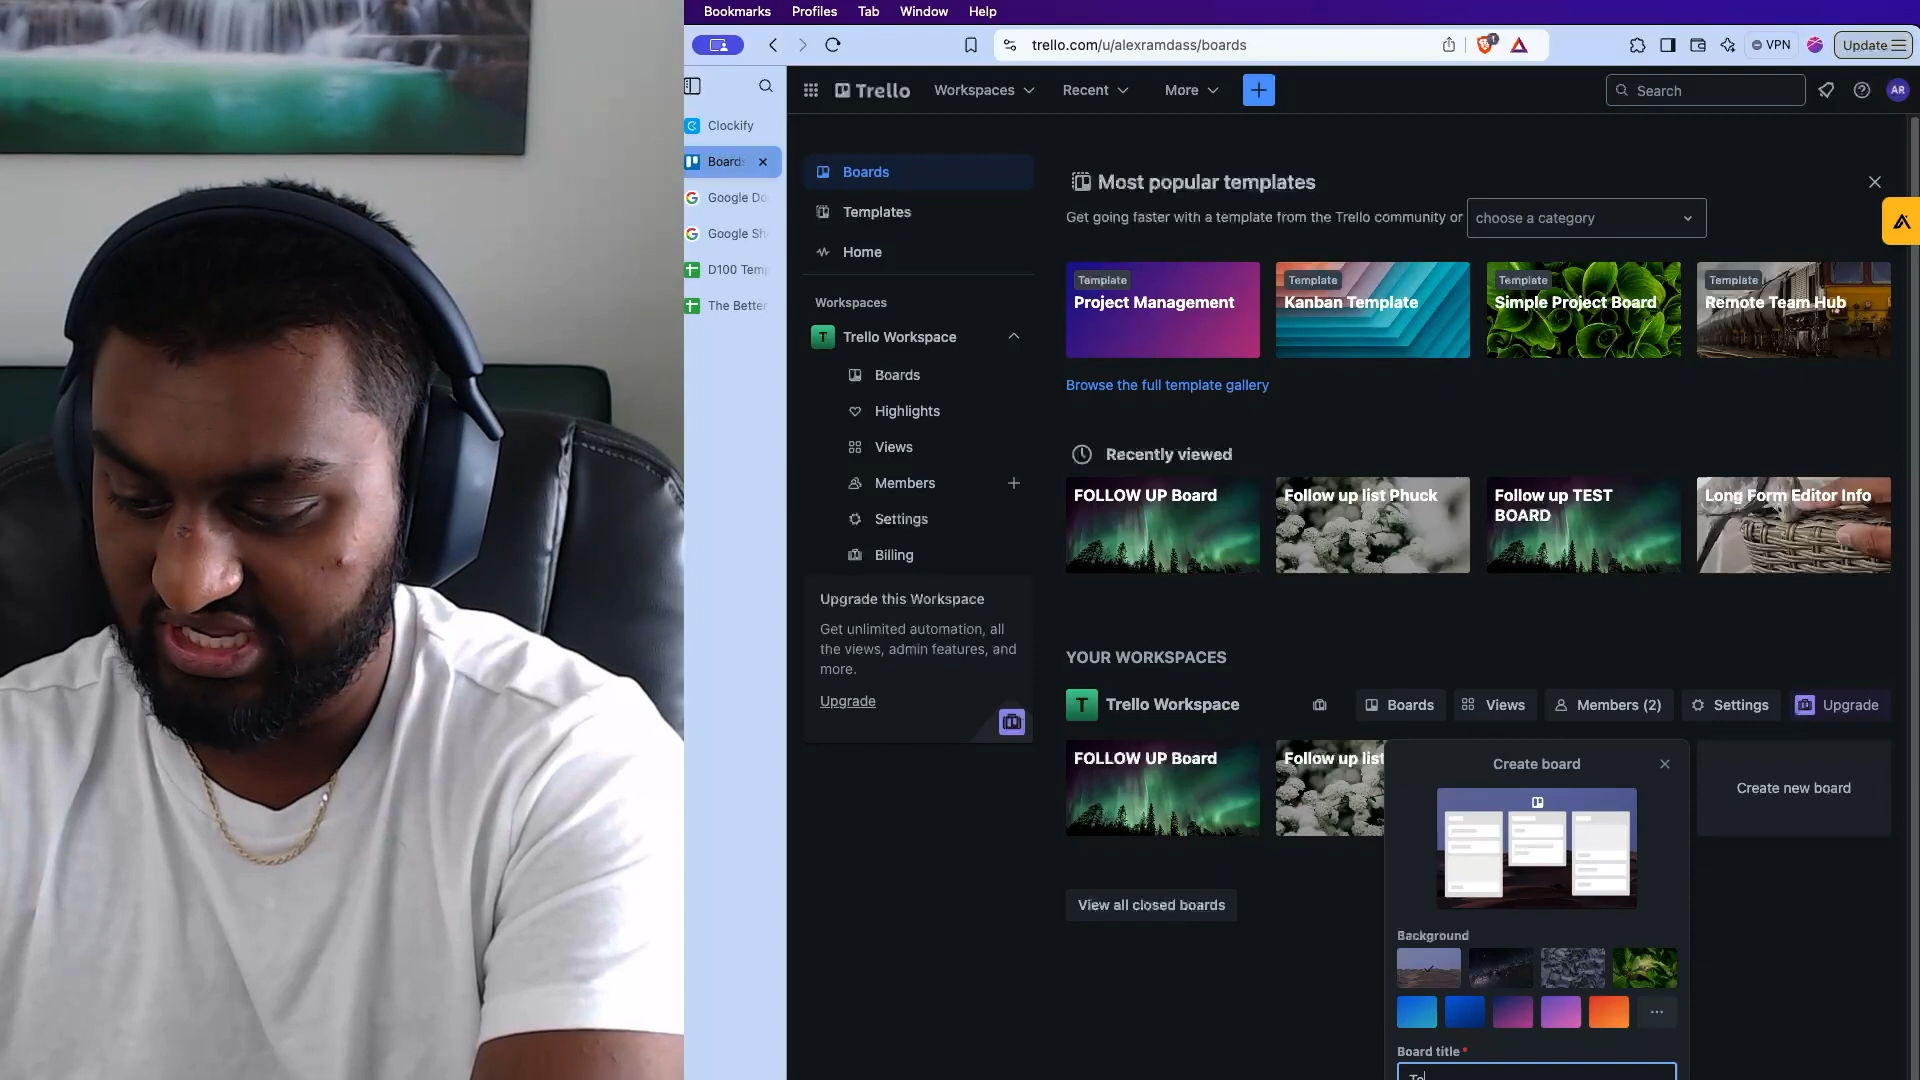 Bookmarks Profiles Tab Window Help
trello.com/u/alexramdass/boards
VPN
Update
Clockify
Trello
Workspaces
Recent
More
Search
AR
Boards
Google Do
Google Sh
D100 Temp
The Better
Boards
Templates
Home
Workspaces
T Trello Workspace
Boards
Highlights
Views
Members
Settings
Billing
Upgrade this Workspace
Get unlimited automation, all
the views, admin features, and
more.
Upgrade
Most popular templates
Get going faster with a template from the Trello community or choose a category
Template
Project Management
Template
Kanban Template
Template
Simple Project Board
Template
Remote Team Hub
Browse the full template gallery
Recently viewed
FOLLOW UP Board
Follow up list Phuck
Follow up TEST
BOARD
Long Form Editor Info
YOUR WORKSPACES
T Trello Workspace
Boards
Views
Members (2)
Settings
Upgrade
FOLLOW UP Board
Follow up list
Create new board
View all closed boards
Create board
Background
Board title *